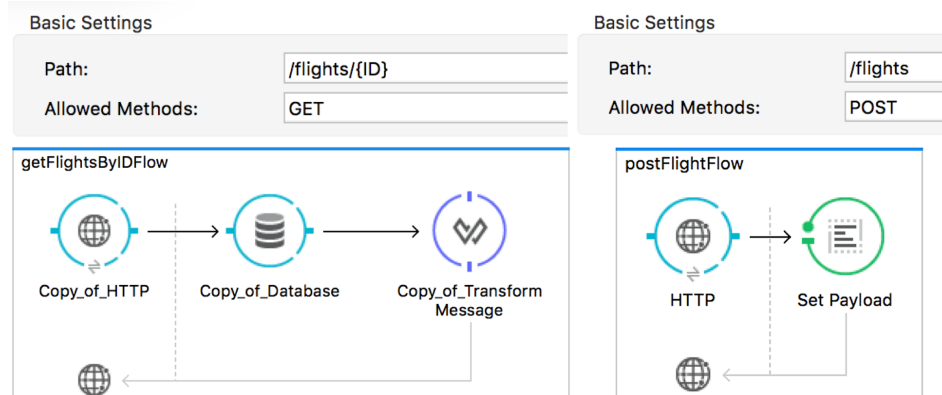 Basic Settings
Path:
/flights/{ID}
Allowed Methods:
GET
getFlightsByIDFlow
Copy_of_HTTP
Copy_of_Database
Copy_of_Transform
Message
Basic Settings
Path:
/flights
Allowed Methods:
POST
postFlightFlow
HTTP
Set Payload